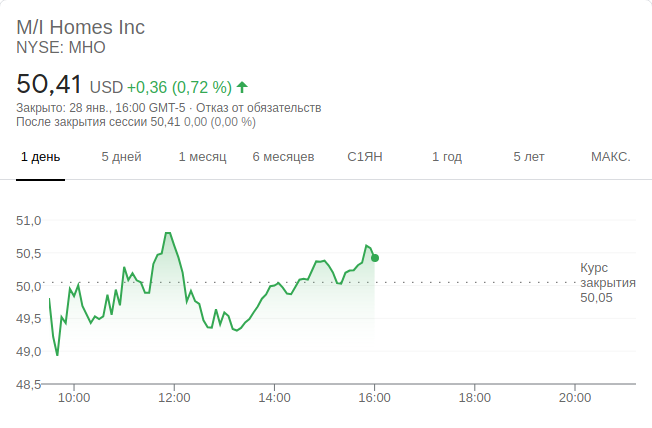 M/I Homes Inc
NYSE: MHO
50,41 USD +0,36 (0,72 %)
Закрыто: 28 янв., 16:00 GMT-5 · Отказ от обязательств
После закрытия сессии 50,41 0,00 (0,00 %)
1 день 5 дней 1 месяц 6 месяцев С1ЯН 1 год 5 лет МАКС.
51,0
50,5
50,0
49,5
49,0
48,5
Курс
закрытия
50,05
10:00 12:00 14:00 16:00 18:00 20:00